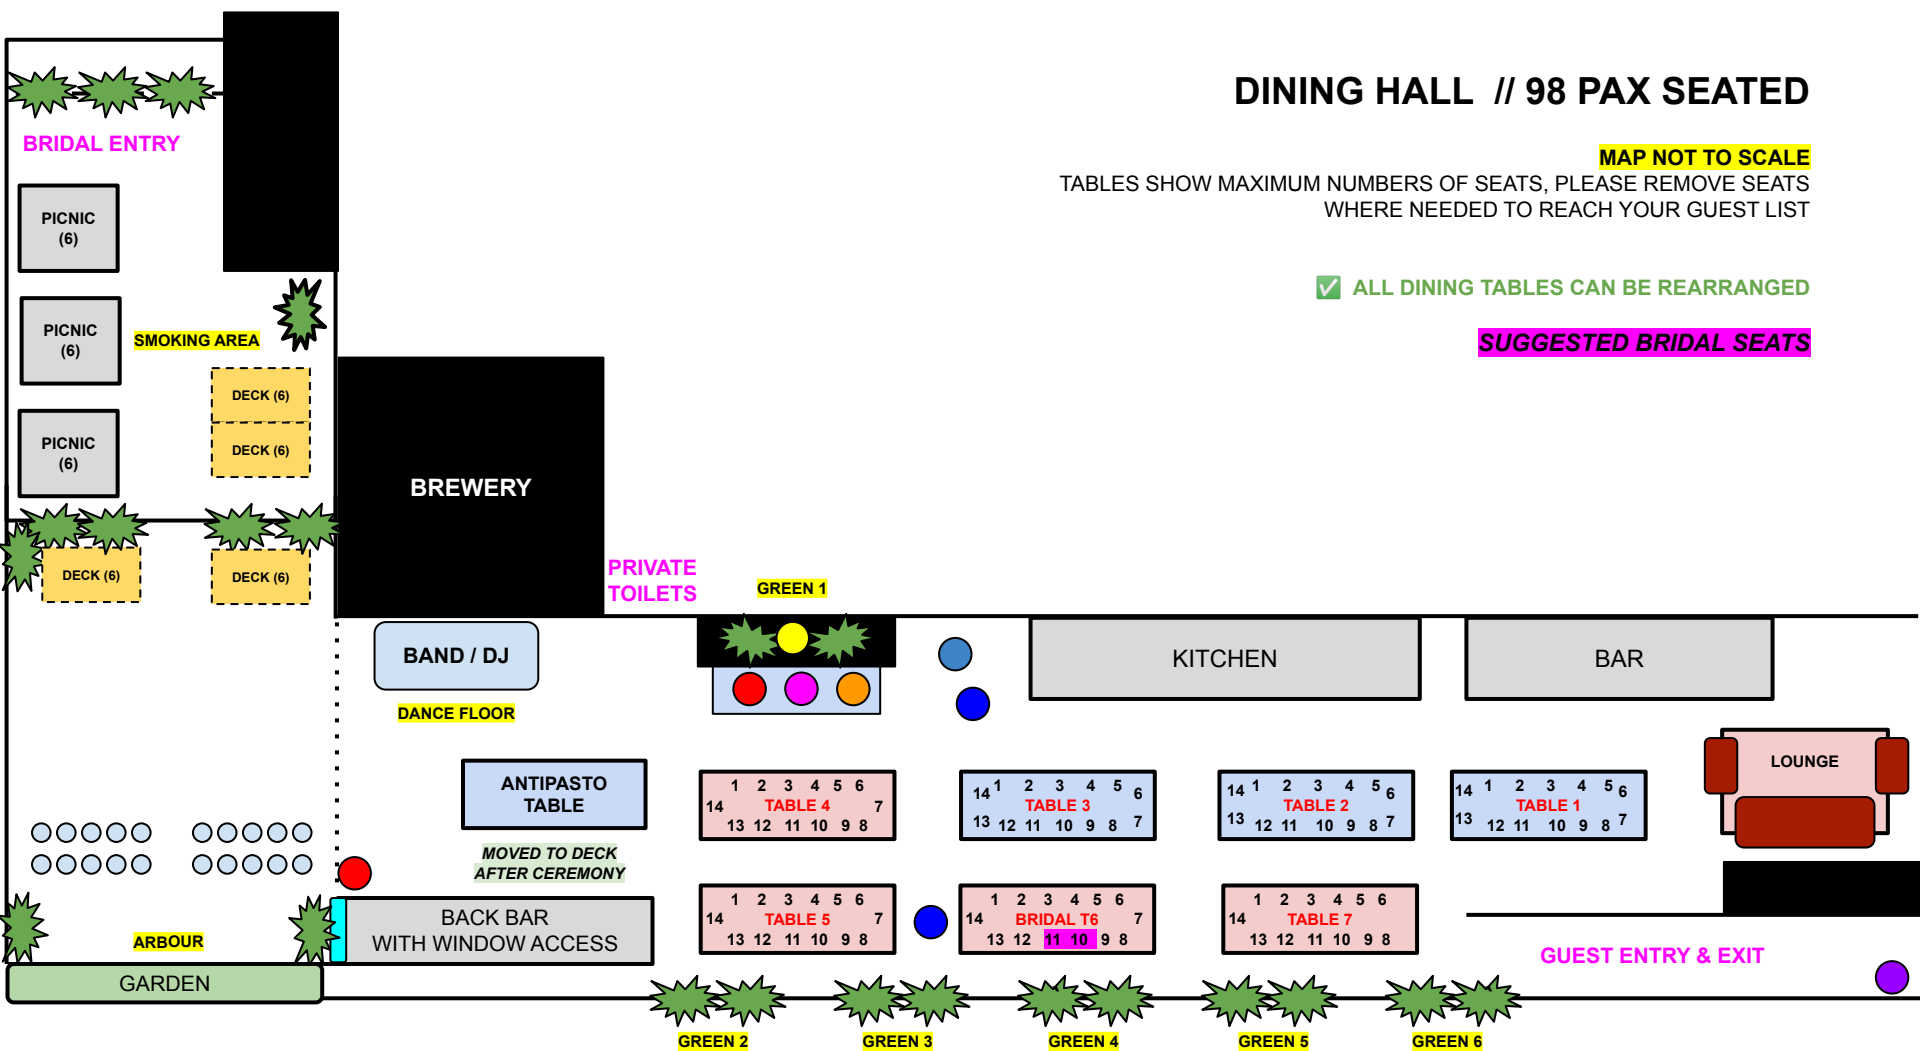 DINING HALL // 98 PAX SEATED
MAP NOT TO SCALE
TABLES SHOW MAXIMUM NUMBERS OF SEATS, PLEASE REMOVE SEATS
WHERE NEEDED TO REACH YOUR GUEST LIST
✅ ALL DINING TABLES CAN BE REARRANGED
SUGGESTED BRIDAL SEATS
BRIDAL ENTRY
PICNIC
(6)
PICNIC
(6)
SMOKING AREA
DECK (6)
DECK (6)
PICNIC
(6)
BREWERY
DECK (6)
DECK (6)
PRIVATE
TOILETS
GREEN 1
BAND / DJ
DANCE FLOOR
KITCHEN
BAR
LOUNGE
ANTIPASTO
TABLE
MOVED TO DECK
AFTER CEREMONY
1 2 3 4 5 6
14 TABLE 4 7
13 12 11 10 9 8
14 1 2 3 4 5 6
TABLE 3
13 12 11 10 9 8 7
14 1 2 3 4 5 6
TABLE 2
13 12 11 10 9 8 7
14 1 2 3 4 5 6
TABLE 1
13 12 11 10 9 8 7
1 2 3 4 5 6
14 TABLE 5 7
13 12 11 10 9 8
1 2 3 4 5 6
14 BRIDAL T6 7
13 12 11 10 9 8
1 2 3 4 5 6
14 TABLE 7
13 12 11 10 9 8
BACK BAR
WITH WINDOW ACCESS
ARBOUR
GARDEN
GUEST ENTRY & EXIT
GREEN 2
GREEN 3
GREEN 4
GREEN 5
GREEN 6